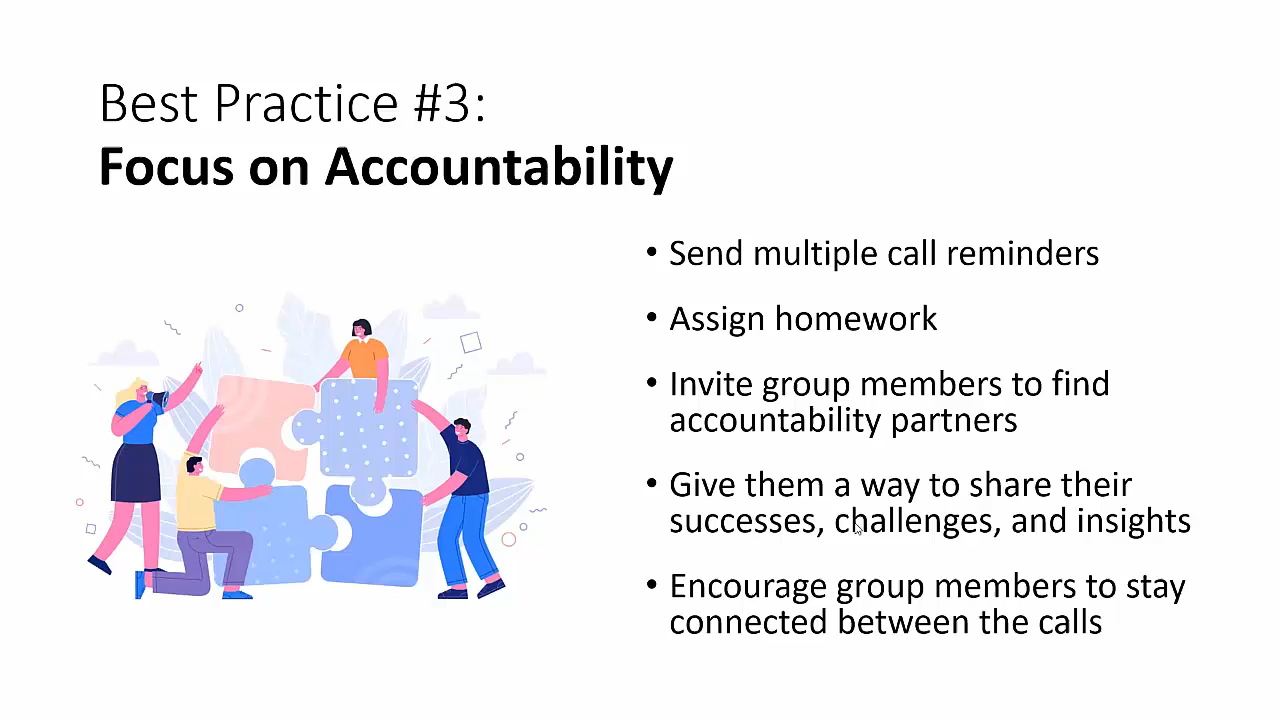 Best Practice #3:
Focus on Accountability
• Send multiple call reminders
• Assign homework
• Invite group members to find
accountability partners
• Give them a way to share their
successes, challenges, and insights
• Encourage group members to stay
connected between the calls